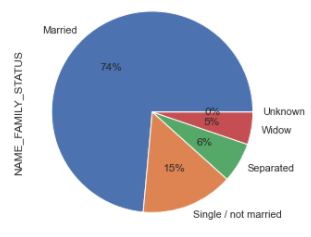 Married
74%
NAME_FAMILY_STATUS
0%
Unknown
5%
Widow
6%
Separated
15%
Single / not married